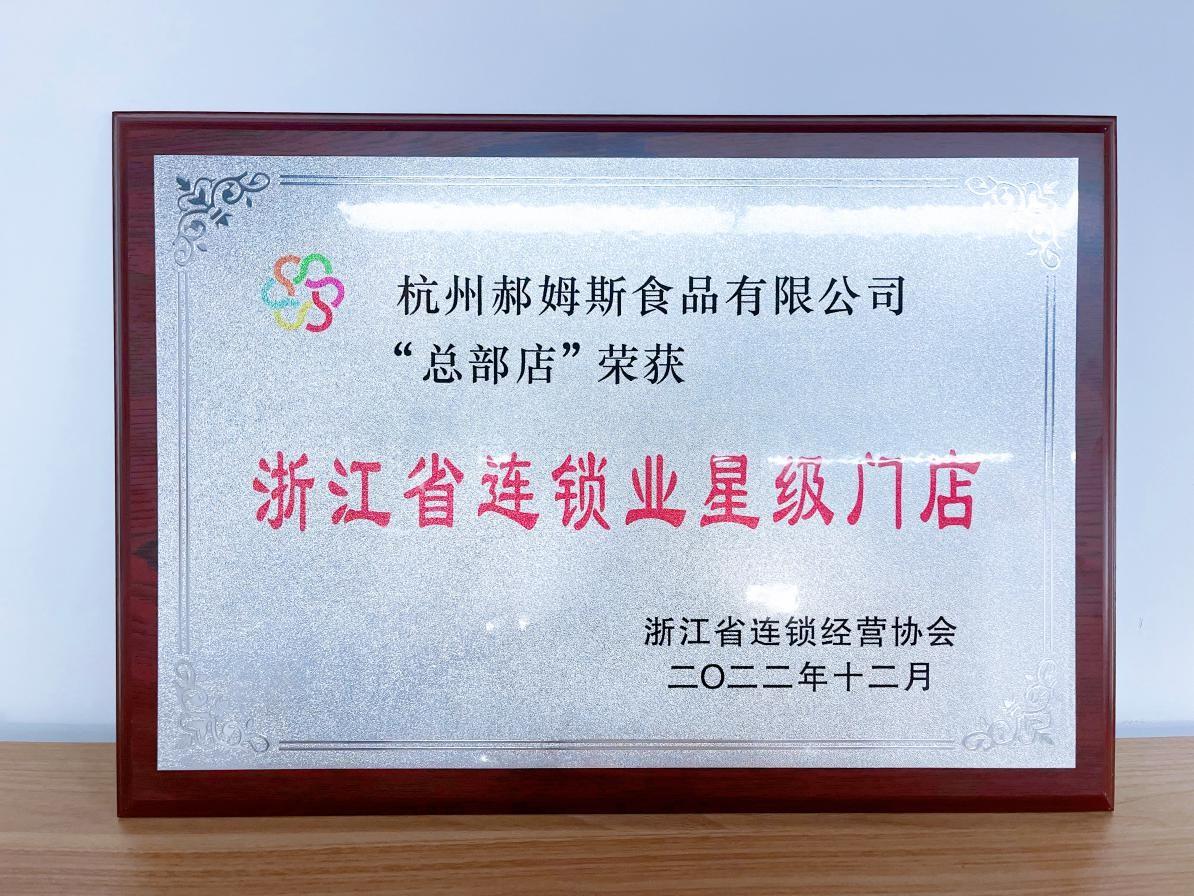 杭州郝姆斯食品有限公司
“总部店”荣获
浙江省连锁业星级门店
浙江省连锁经营协会
二〇二二年十二月